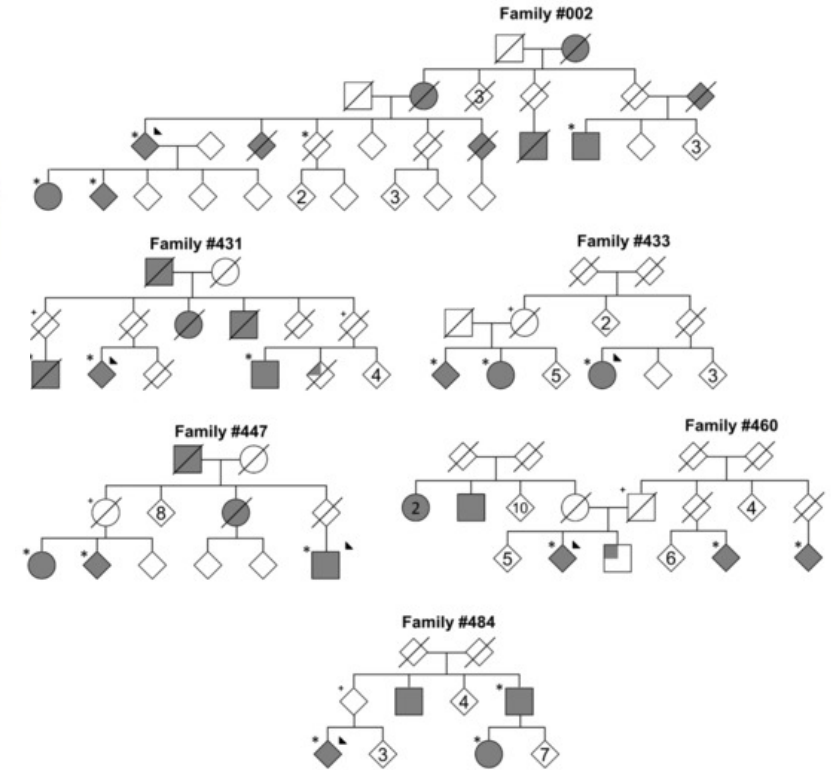 Family #002
3
* *
3
* * 2 3
Family #431 Family #433
+ + + 2
* * 4 * * 5 * 3
Family #447 Family #460
+ 8 2 10 + 4
* * * 5 * 6 * *
Family #484
+ 4 *
* 3 * 7